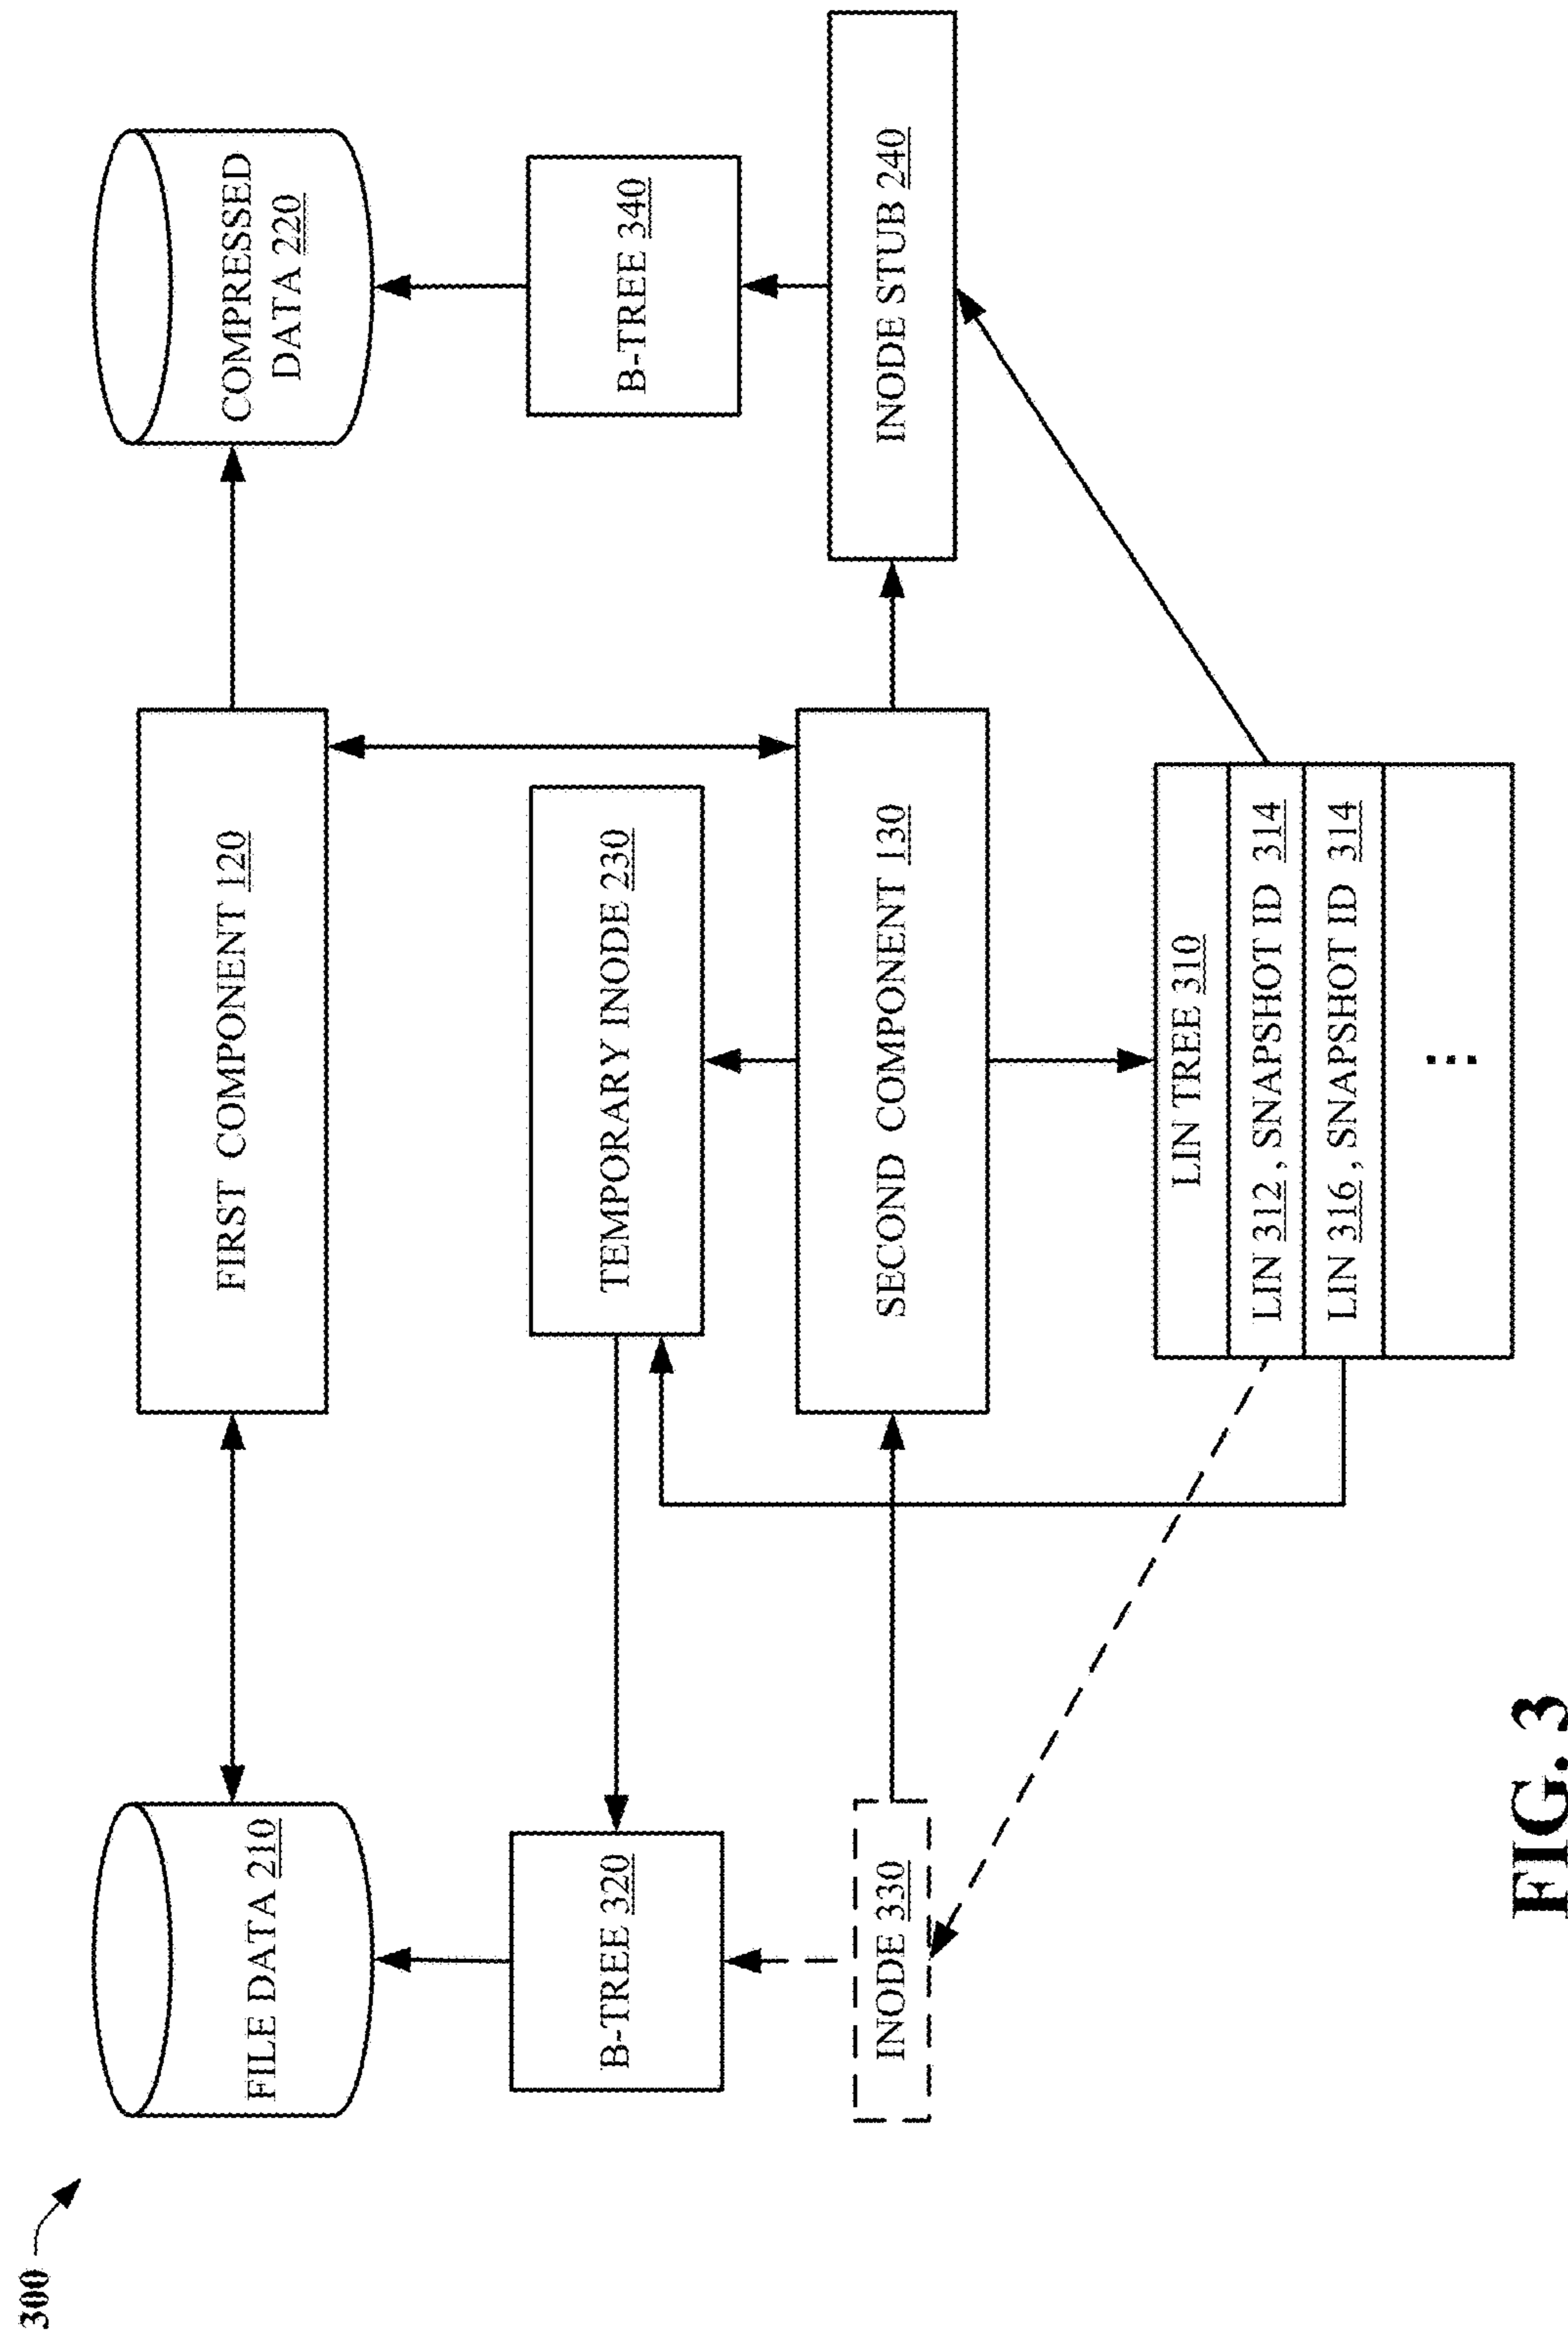 300
FILE DATA 210
FIRST COMPONENT 120
COMPRESSED
DATA 220
B-TREE 320
TEMPORARY INODE 230
B-TREE 340
INODE 330
SECOND COMPONENT 130
INODE STUB 240
LIN TREE 310
LIN 312, SNAPSHOT ID 314
LIN 316, SNAPSHOT ID 314
⋮
FIG. 3